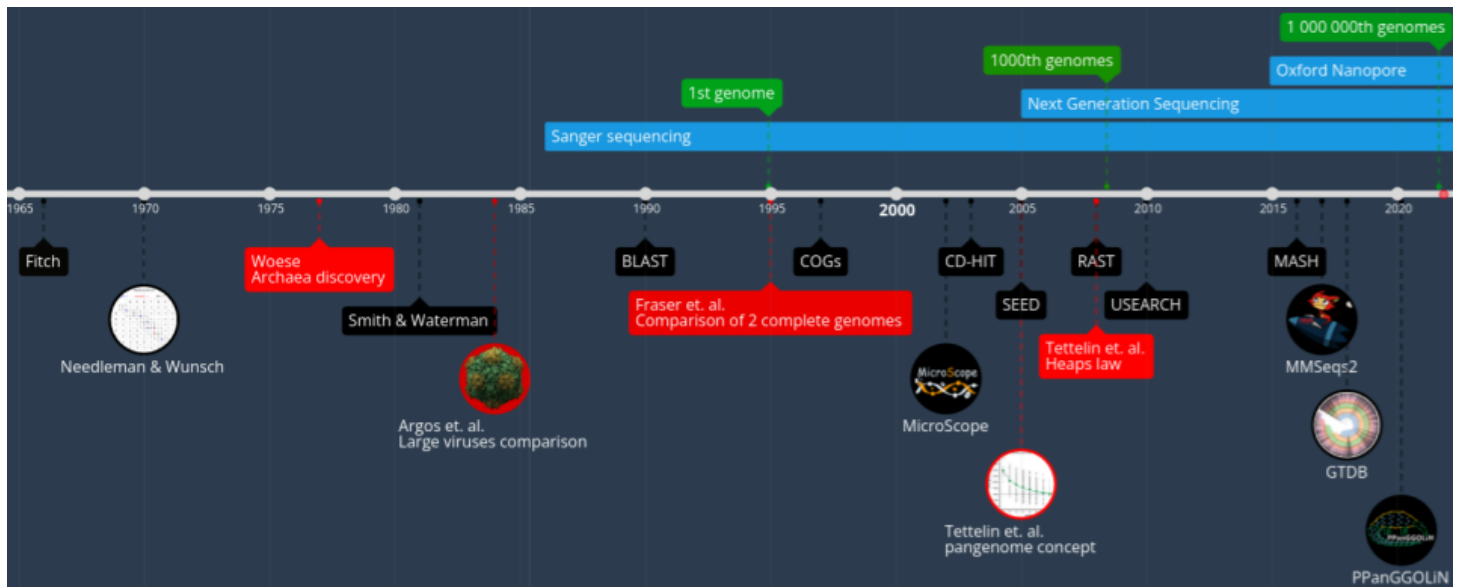 1 000 000th genomes
1000th genomes
Oxford Nanopore
1st genome
Next Generation Sequencing
Sanger sequencing
1965
1970
1975
1980
1985
1990
1995
2000
2005
2010
2015
2020
Fitch
Woese
Archaea discovery
BLAST
COGs
CD-HIT
RAST
MASH
Smith & Waterman
Fraser et. al.
Comparison of 2 complete genomes
SEED
USEARCH
Needleman & Wunsch
Tettelin et. al.
Heaps law
MMSeqs2
MicroScope
Argos et. al.
Large viruses comparison
MicroScope
GTDB
Tettelin et. al.
pangenome concept
PPanGGOLiN
PPanGGOLiN